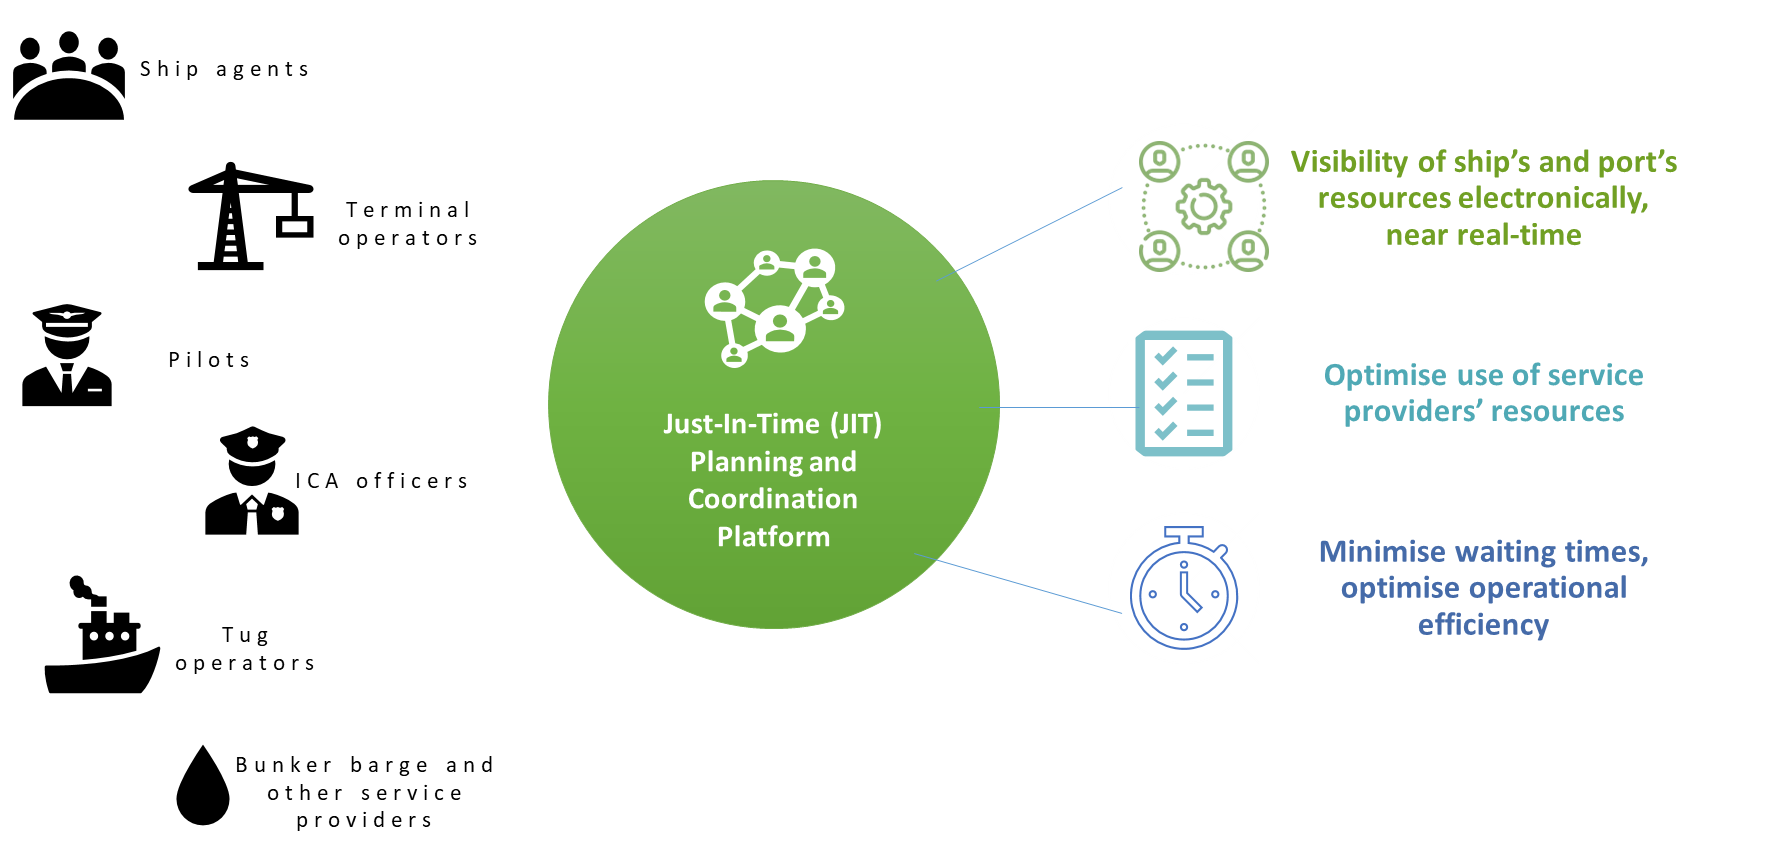 Ship agents
Terminal
operators
Pilots
ICA officers
Tug
operators
Bunker barge and
other service
providers
Just-In-Time (JIT)
Planning and
Coordination
Platform
Visibility of ship’s and port’s
resources electronically,
near real-time
Optimise use of service
providers’ resources
Minimise waiting times,
optimise operational
efficiency